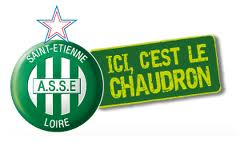 SAINT-ETIENNE
A.S.S.E
LOIRE
ICI, C'EST LE
CHAUDRON